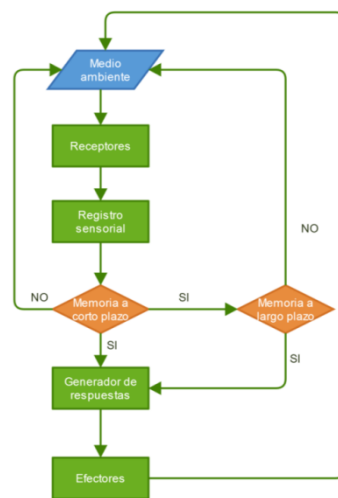 Medio
ambiente
Receptores
Registro
sensorial
NO
NO
Memoria a
corto plazo
SI
Memoria a
largo plazo
SI
SI
Generador de
respuestas
Efectores